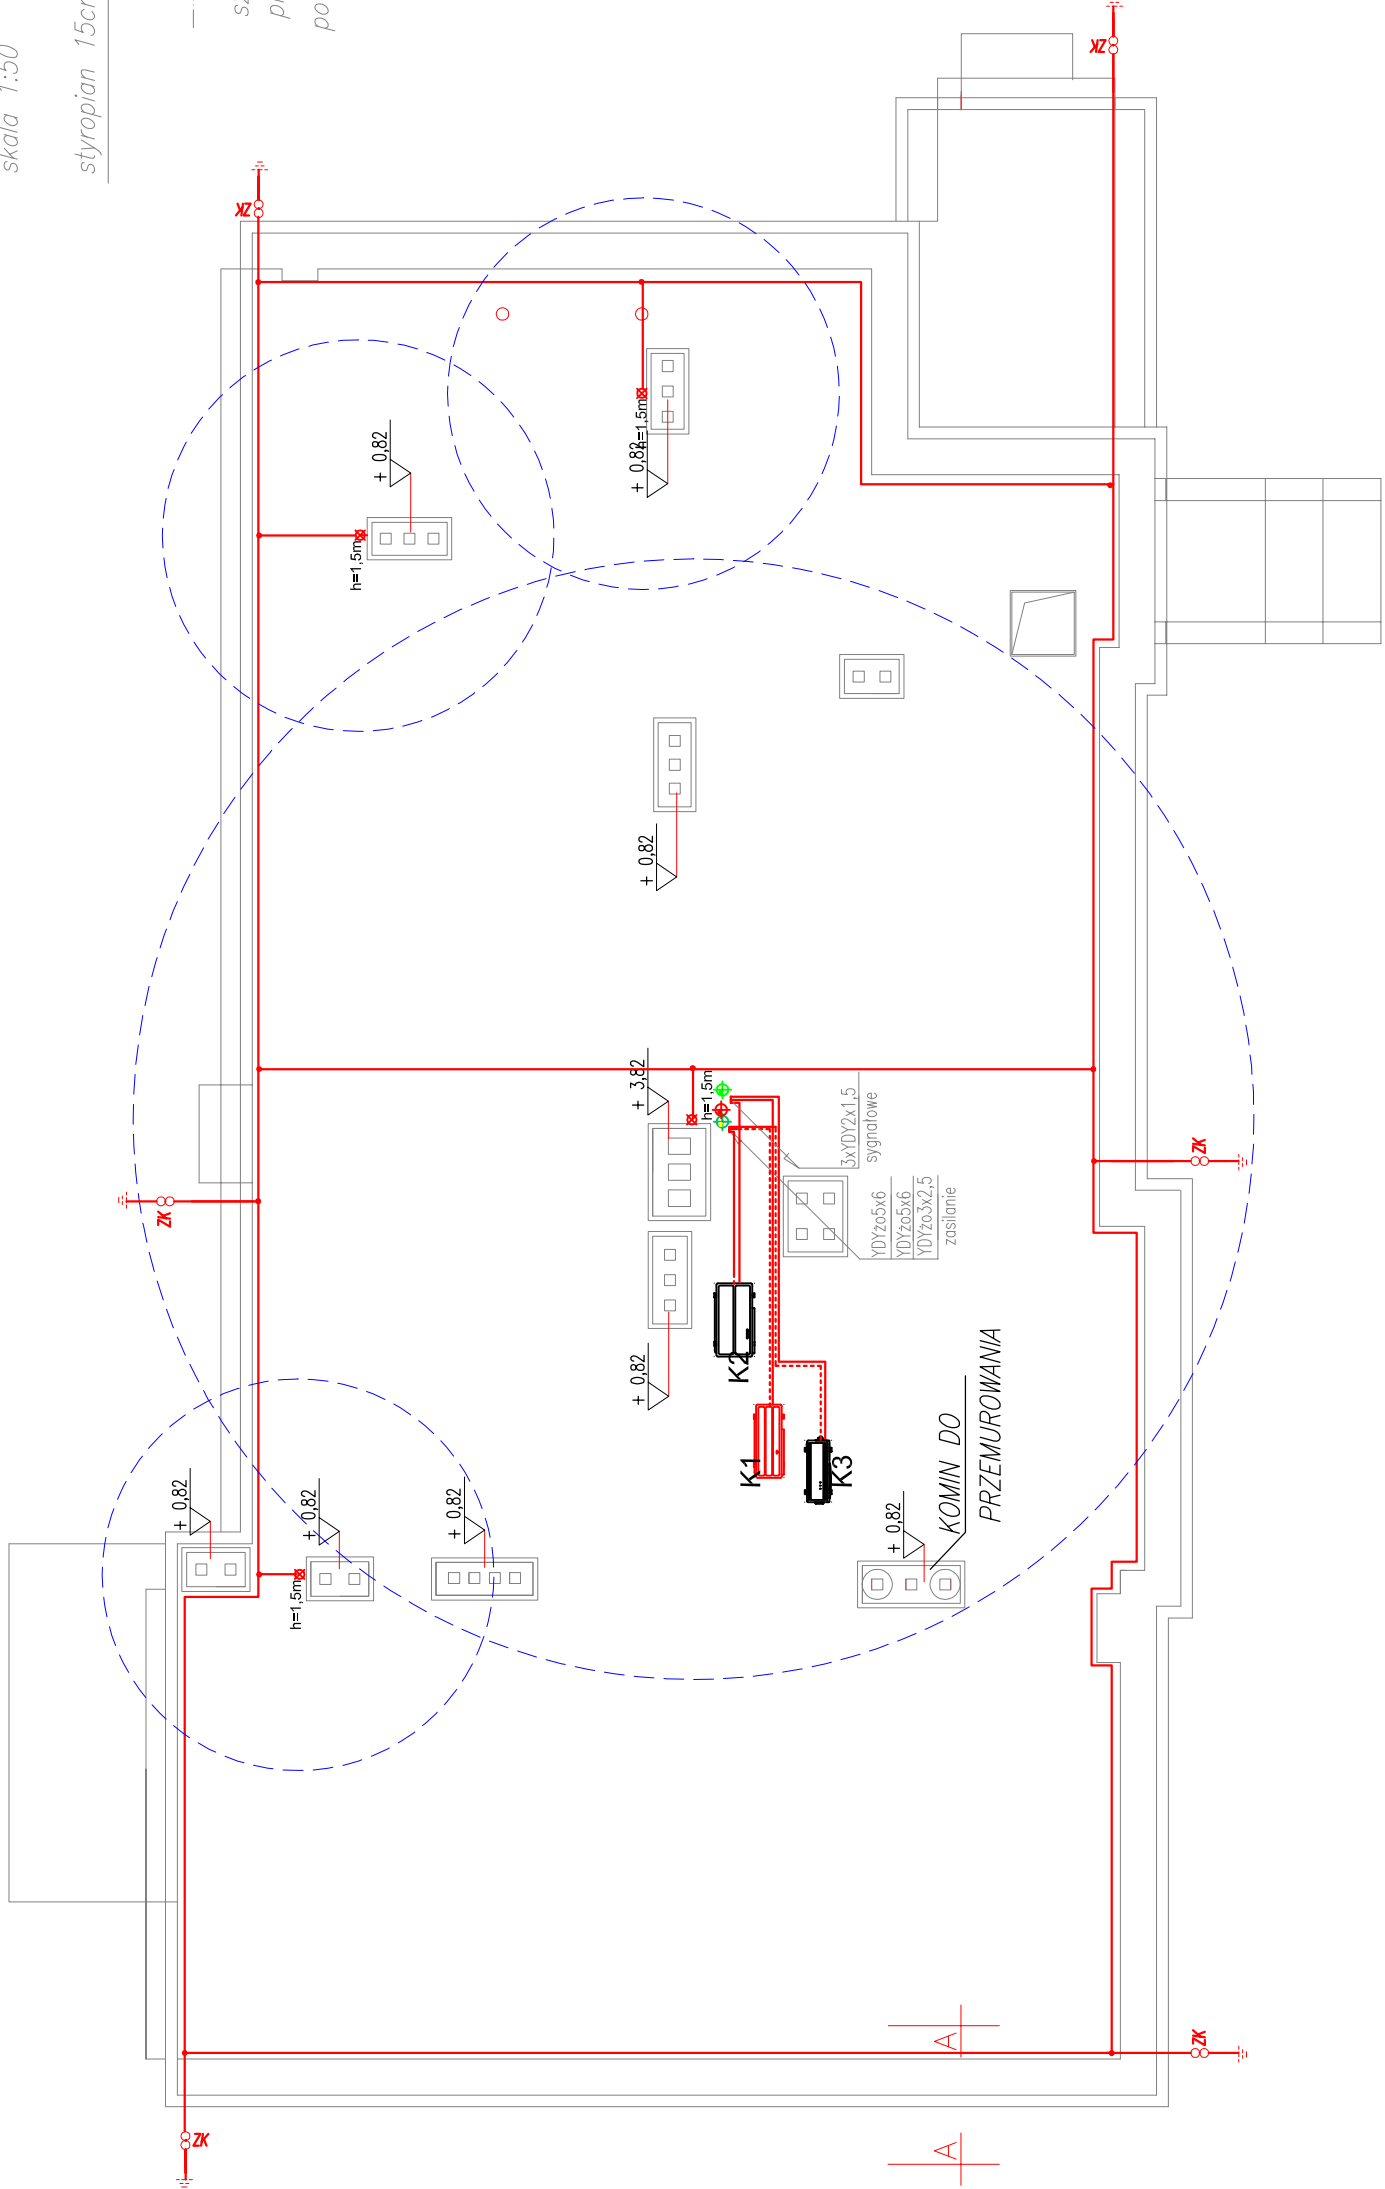 skala 1:50
styropian 15cm
ZK
ZK
+ 0,82
h=1,5m
+ 0,82
h=1,5m
+ 0,82
+ 3,82
h=1,5m
3xYDY2x1,5
sygnałowe
YDYżo5x6
YDYżo5x6
YDYżo3x2,5
zasilanie
ZK
ZK
+ 0,82
K2
K1
K3
KOMIN DO
PRZEMUROWANIA
+ 0,82
+ 0,82
+ 0,82
+ 0,82
h=1,5m
A
ZK
ZK
A